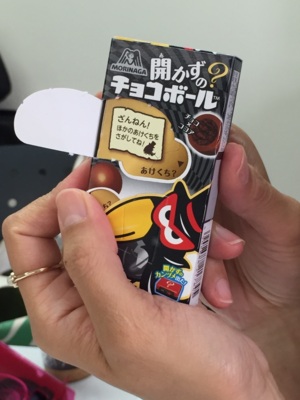 MORINAGA
開かずの?
チョコボール
ざんねん!
ほかのあけくちを
さがしてね!
あけくち?